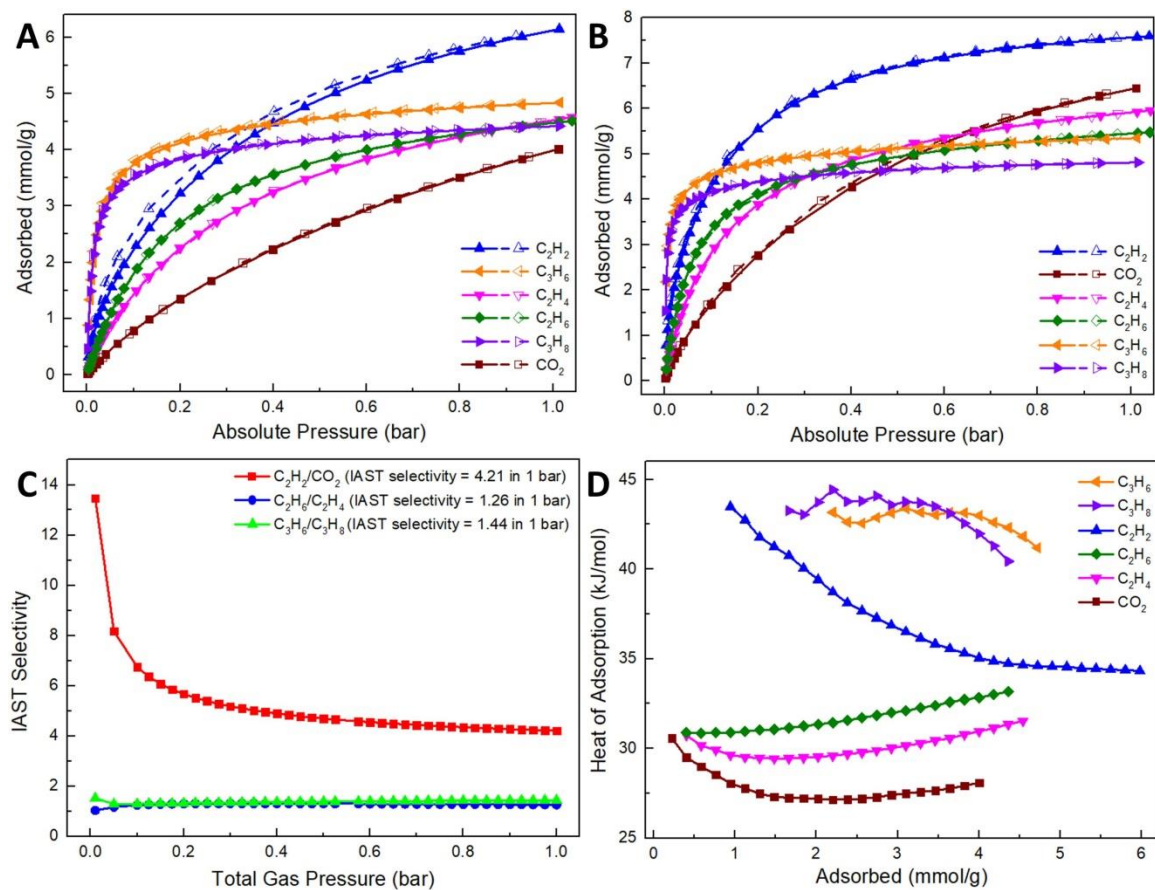 A
Adsorbed (mmol/g)
6
5
4
3
2
1
0
C₂H₂
C₃H₆
C₂H₄
C₂H₆
C₃H₈
CO₂
0.0 0.2 0.4 0.6 0.8 1.0
Absolute Pressure (bar)
B
Adsorbed (mmol/g)
8
7
6
5
4
3
2
1
0
C₂H₂
CO₂
C₂H₄
C₂H₆
C₃H₆
C₃H₈
0.0 0.2 0.4 0.6 0.8 1.0
Absolute Pressure (bar)
C
IAST Selectivity
14
12
10
8
6
4
2
0
C₂H₂/CO₂ (IAST selectivity = 4.21 in 1 bar)
C₂H₆/C₂H₄ (IAST selectivity = 1.26 in 1 bar)
C₃H₆/C₃H₈ (IAST selectivity = 1.44 in 1 bar)
0.0 0.2 0.4 0.6 0.8 1.0
Total Gas Pressure (bar)
D
Heat of Adsorption (kJ/mol)
45
40
35
30
25
C₃H₆
C₃H₈
C₂H₂
C₂H₆
C₂H₄
CO₂
0 1 2 3 4 5 6
Adsorbed (mmol/g)